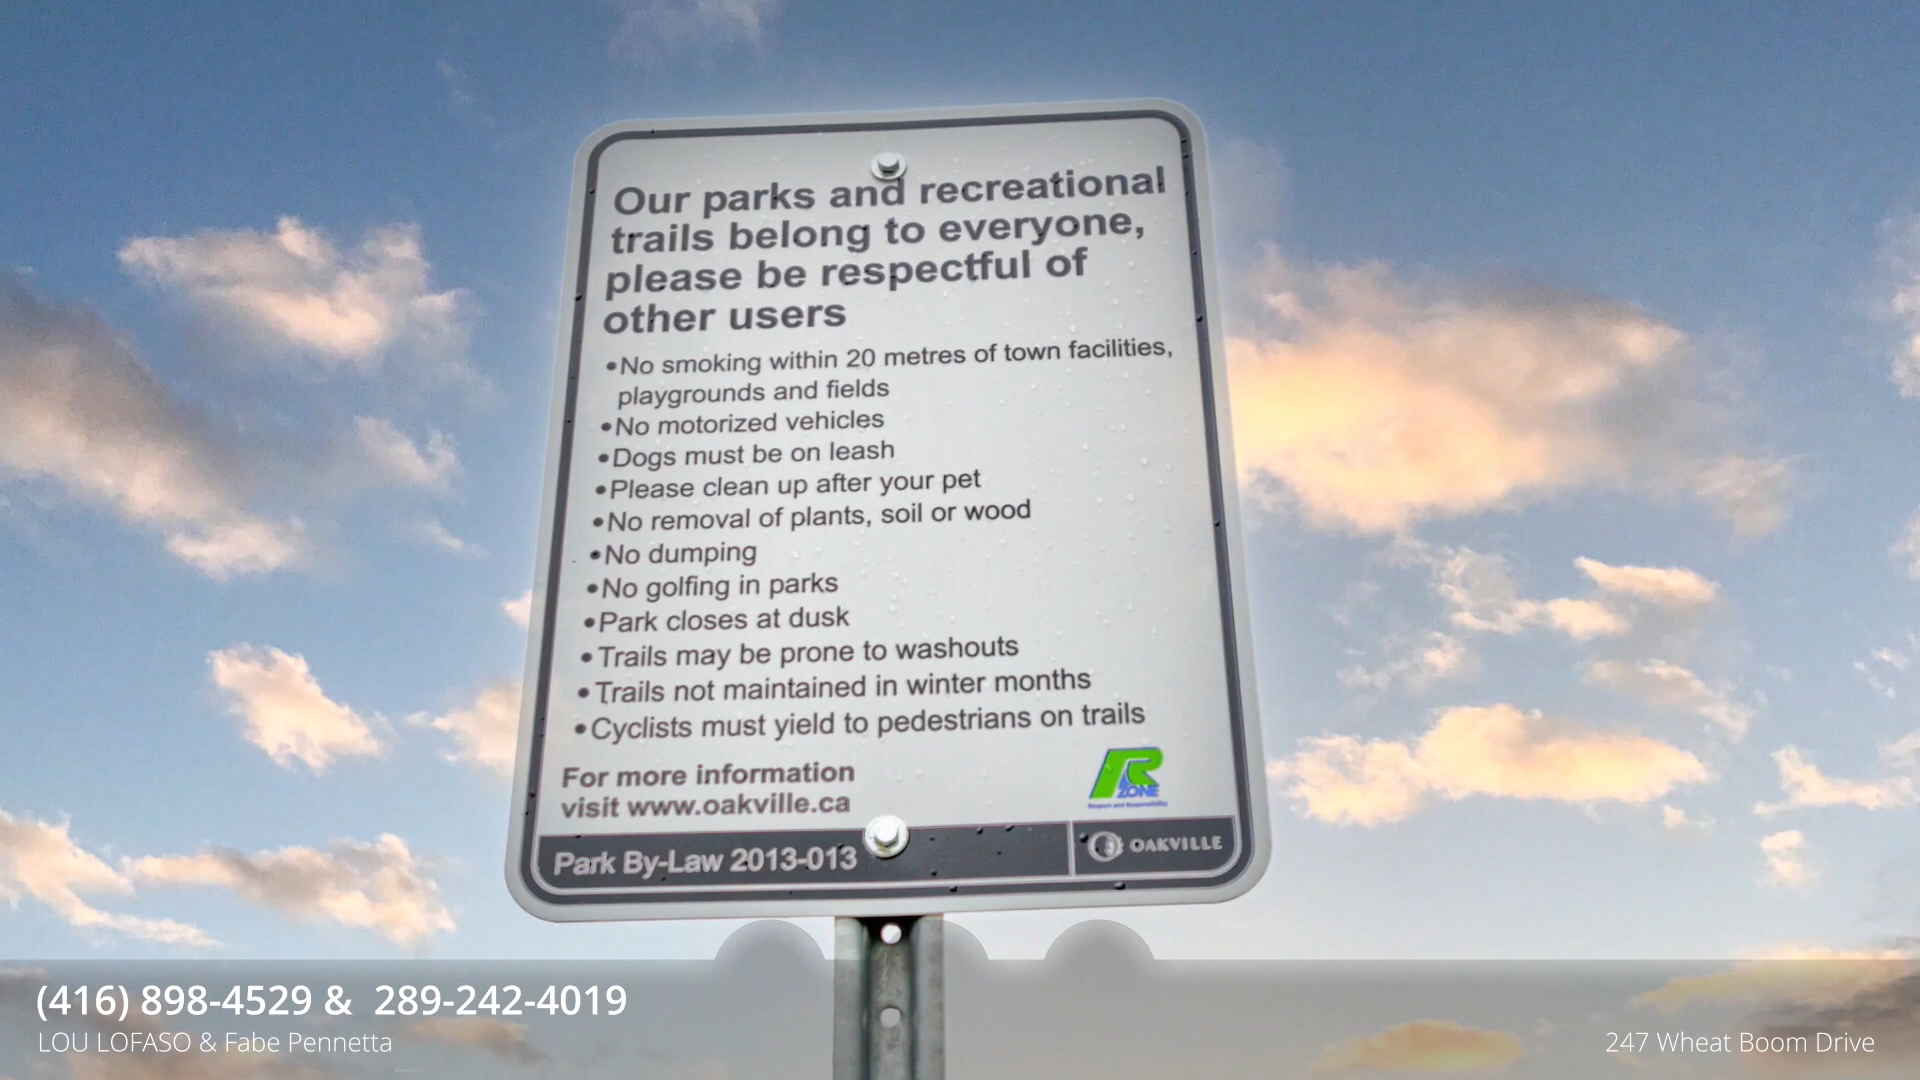 Our parks and recreational
trails belong to everyone,
please be respectful of
other users
•No smoking within 20 metres of town facilities,
playgrounds and fields
•No motorized vehicles
•Dogs must be on leash
•Please clean up after your pet
•No removal of plants, soil or wood
•No dumping
•No golfing in parks
•Park closes at dusk
•Trails may be prone to washouts
•Trails not maintained in winter months
•Cyclists must yield to pedestrians on trails
For more information
visit www.oakville.ca
R
ZONE
Respect and Responsibility
Park By-Law 2013-013
OAKVILLE
(416) 898-4529 & 289-242-4019
LOU LOFASO & Fabe Pennetta
247 Wheat Boom Drive